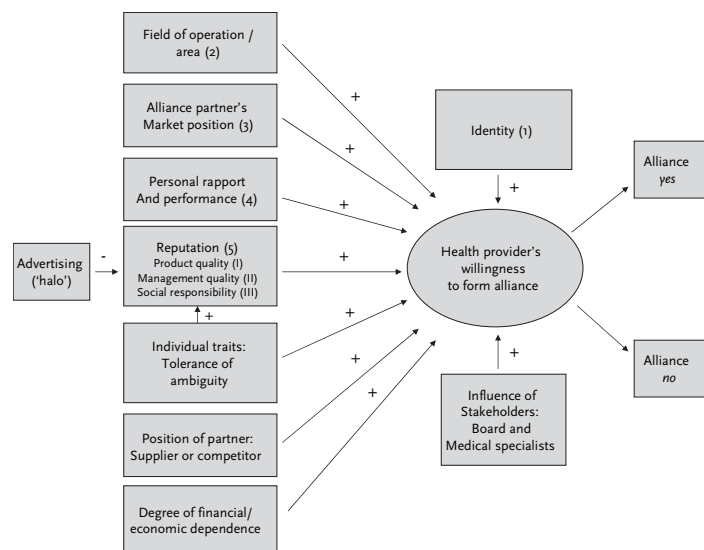 Field of operation /
area (2)
+
Alliance partner's
Market position (3)
+
Identity (1)
+
Alliance
yes
Personal rapport
And performance (4)
+
Advertising
('halo')
-
Reputation (5)
Product quality (I)
Management quality (II)
Social responsibility (III)
+
Health provider's
willingness
to form alliance
+
Individual traits:
Tolerance of
ambiguity
+
Alliance
no
Influence of
Stakeholders:
Board and
Medical specialists
+
Position of partner:
Supplier or competitor
+
Degree of financial/
economic dependence
+